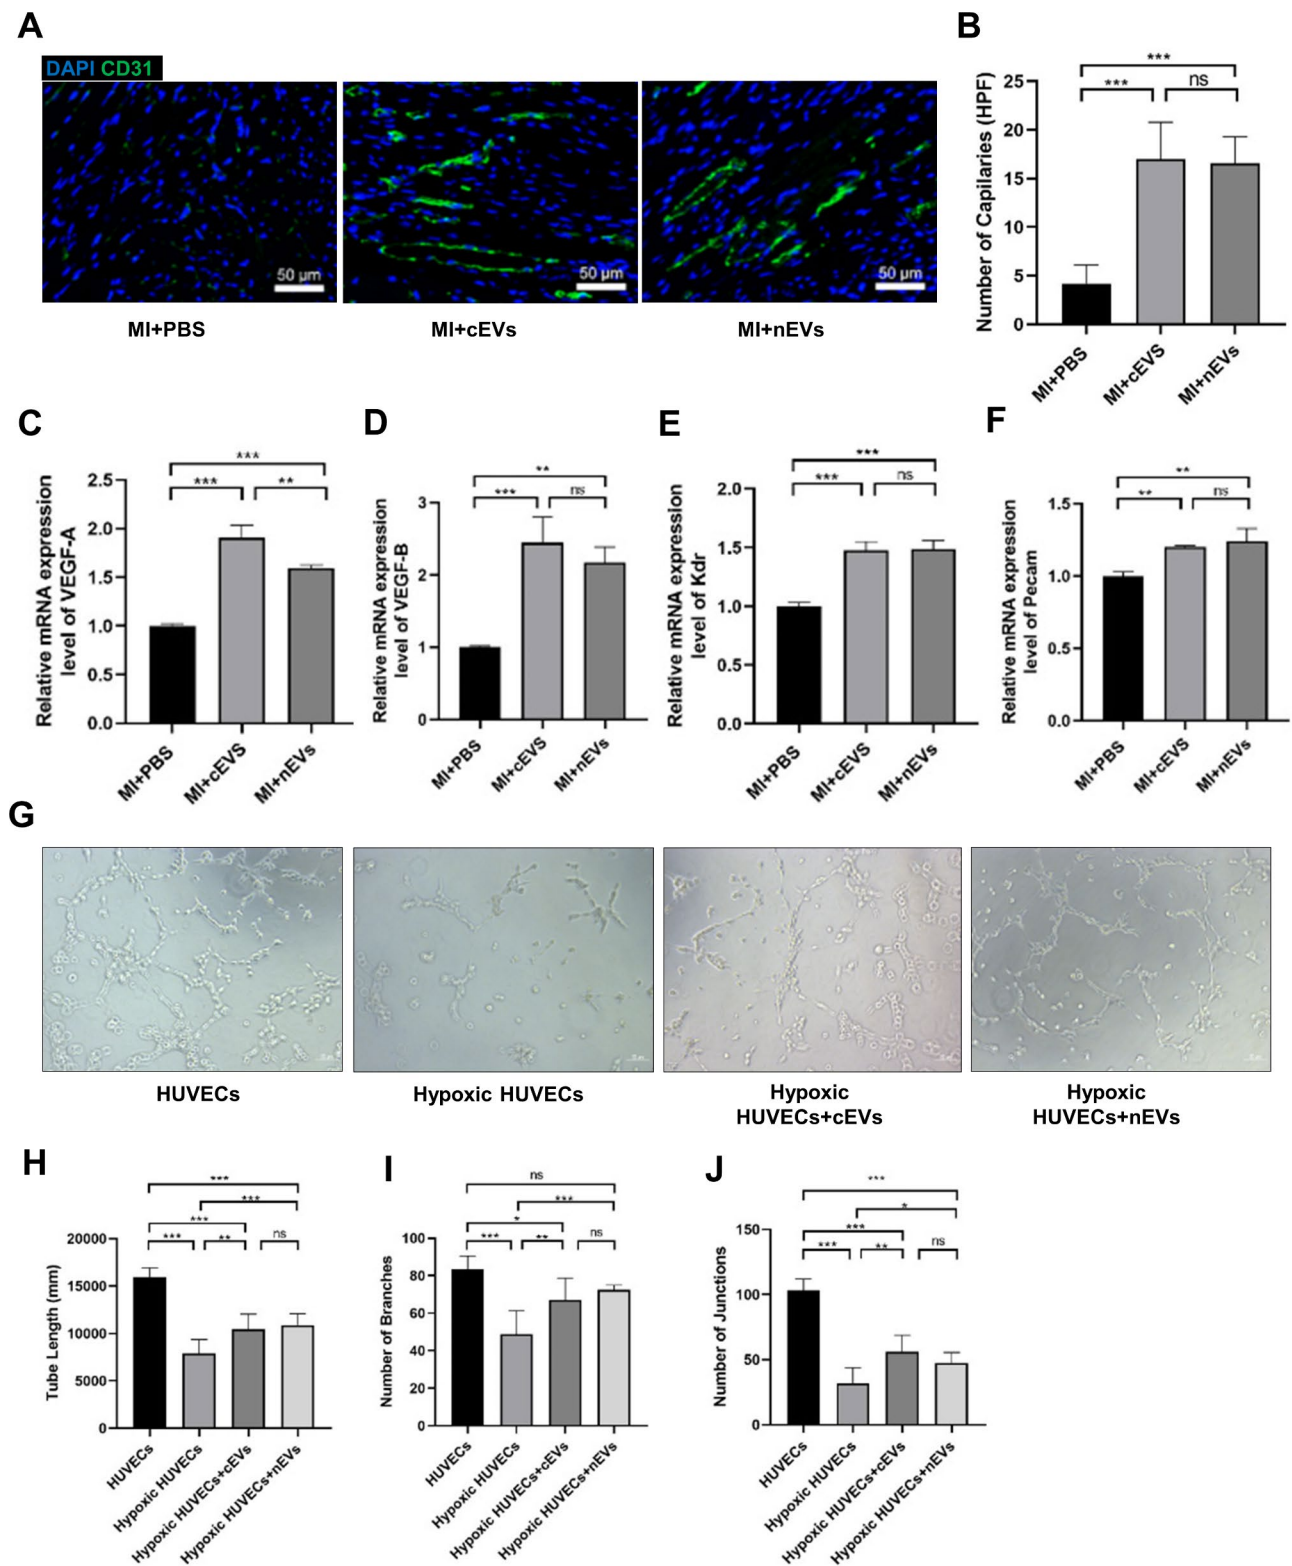 A
DAPI CD31
50 µm
50 µm
50 µm
MI+PBS
MI+cEVs
MI+nEVs
B
***
***
ns
Number of Capilaries (HPF)
25
20
15
10
5
0
MI+PBS
MI+cEVS
MI+nEVs
C
***
***
**
Relative mRNA expression
level of VEGF-A
2.5
2.0
1.5
1.0
0.5
0.0
MI+PBS
MI+cEVS
MI+nEVs
D
**
***
ns
Relative mRNA expression
level of VEGF-B
3
2
1
0
MI+PBS
MI+cEVS
MI+nEVs
E
***
***
ns
Relative mRNA expression
level of Kdr
2.0
1.5
1.0
0.5
0.0
MI+PBS
MI+cEVS
MI+nEVs
F
**
**
ns
Relative mRNA expression
level of Pecam
1.5
1.0
0.5
0.0
MI+PBS
MI+cEVS
MI+nEVs
G
HUVECs
Hypoxic HUVECs
Hypoxic
HUVECs+cEVs
Hypoxic
HUVECs+nEVs
H
***
***
***
***
**
ns
Tube Length (mm)
20000
15000
10000
5000
0
HUVECs
Hypoxic HUVECs
Hypoxic HUVECs+cEVs
Hypoxic HUVECs+nEVs
I
ns
***
*
***
**
ns
Number of Branches
100
80
60
40
20
0
HUVECs
Hypoxic HUVECs
Hypoxic HUVECs+cEVs
Hypoxic HUVECs+nEVs
J
***
*
***
***
**
ns
Number of Junctions
150
100
50
0
HUVECs
Hypoxic HUVECs
Hypoxic HUVECs+cEVs
Hypoxic HUVECs+nEVs